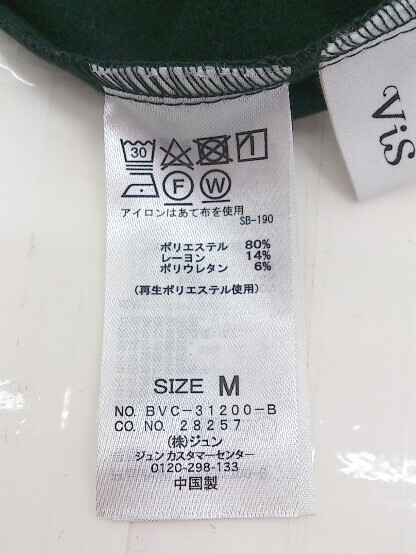 ViS
30
F W
アイロンはあて布を使用
SB-190
ポリエステル 80%
レーヨン 14%
ポリウレタン 6%
(再生ポリエステル使用)
SIZE M
NO. BVC-31200-B
CO. NO. 28257
(株)ジュン
ジュン カスタマーセンター
0120-298-133
中国製